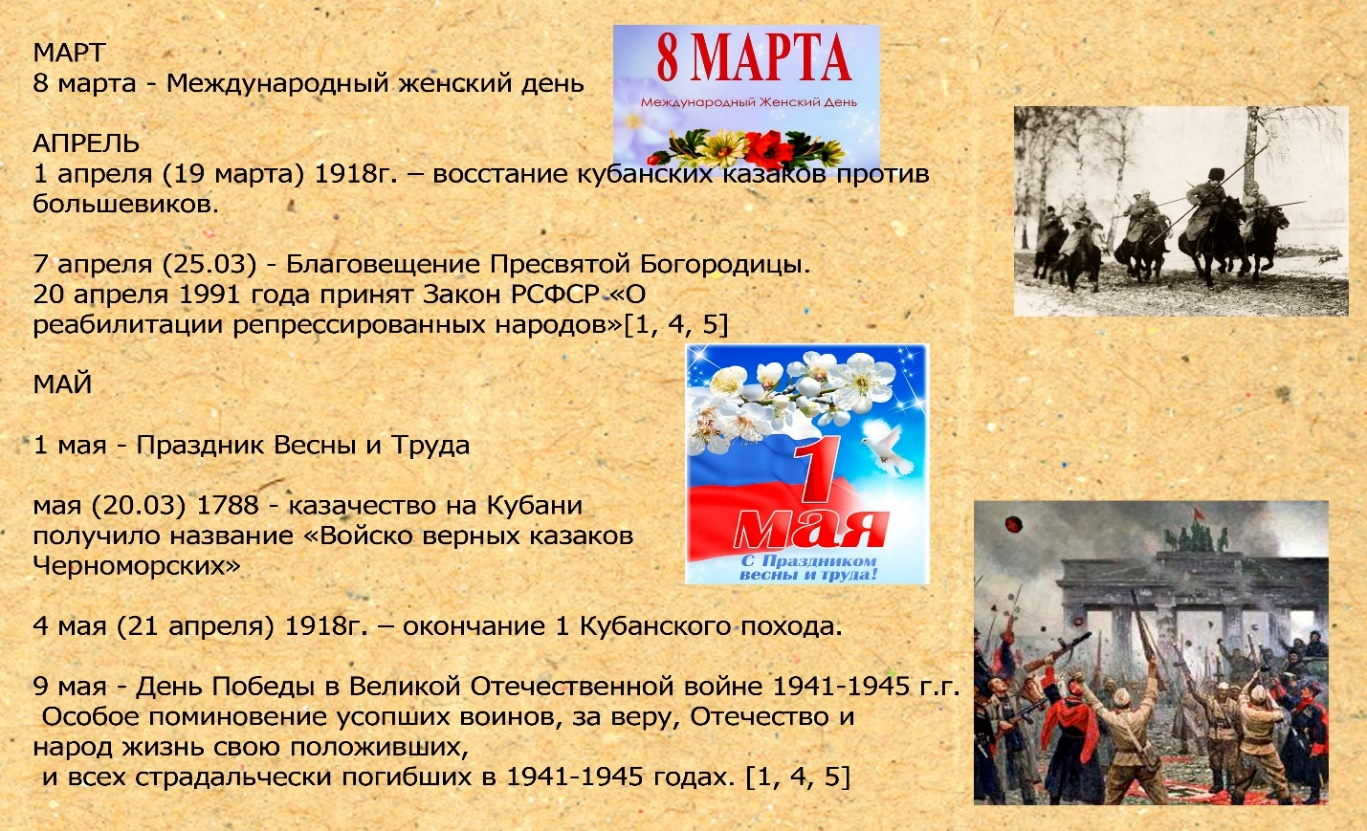 МАРТ
8 марта - Международный женский день
8 МАРТА
Международный Женский День
АПРЕЛЬ
1 апреля (19 марта) 1918г. – восстание кубанских казаков против
большевиков.
7 апреля (25.03) - Благовещение Пресвятой Богородицы.
20 апреля 1991 года принят Закон РСФСР «О
реабилитации репрессированных народов»[1, 4, 5]
МАЙ
1 мая - Праздник Весны и Труда
1
мая
С Праздником
весны и труда!
мая (20.03) 1788 - казачество на Кубани
получило название «Войско верных казаков
Черноморских»
4 мая (21 апреля) 1918г. – окончание 1 Кубанского похода.
9 мая - День Победы в Великой Отечественной войне 1941-1945 г.г.
Особое поминовение усопших воинов, за веру, Отечество и
народ жизнь свою положивших,
и всех страдальчески погибших в 1941-1945 годах. [1, 4, 5]